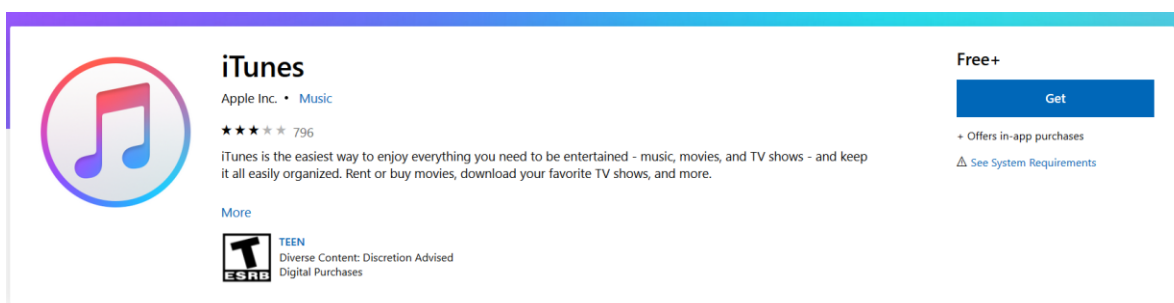 iTunes
Apple Inc. • Music
796
iTunes is the easiest way to enjoy everything you need to be entertained - music, movies, and TV shows - and keep
it all easily organized. Rent or buy movies, download your favorite TV shows, and more.
More
T
ESRB
TEEN
Diverse Content: Discretion Advised
Digital Purchases
Free+
Get
+ Offers in-app purchases
See System Requirements